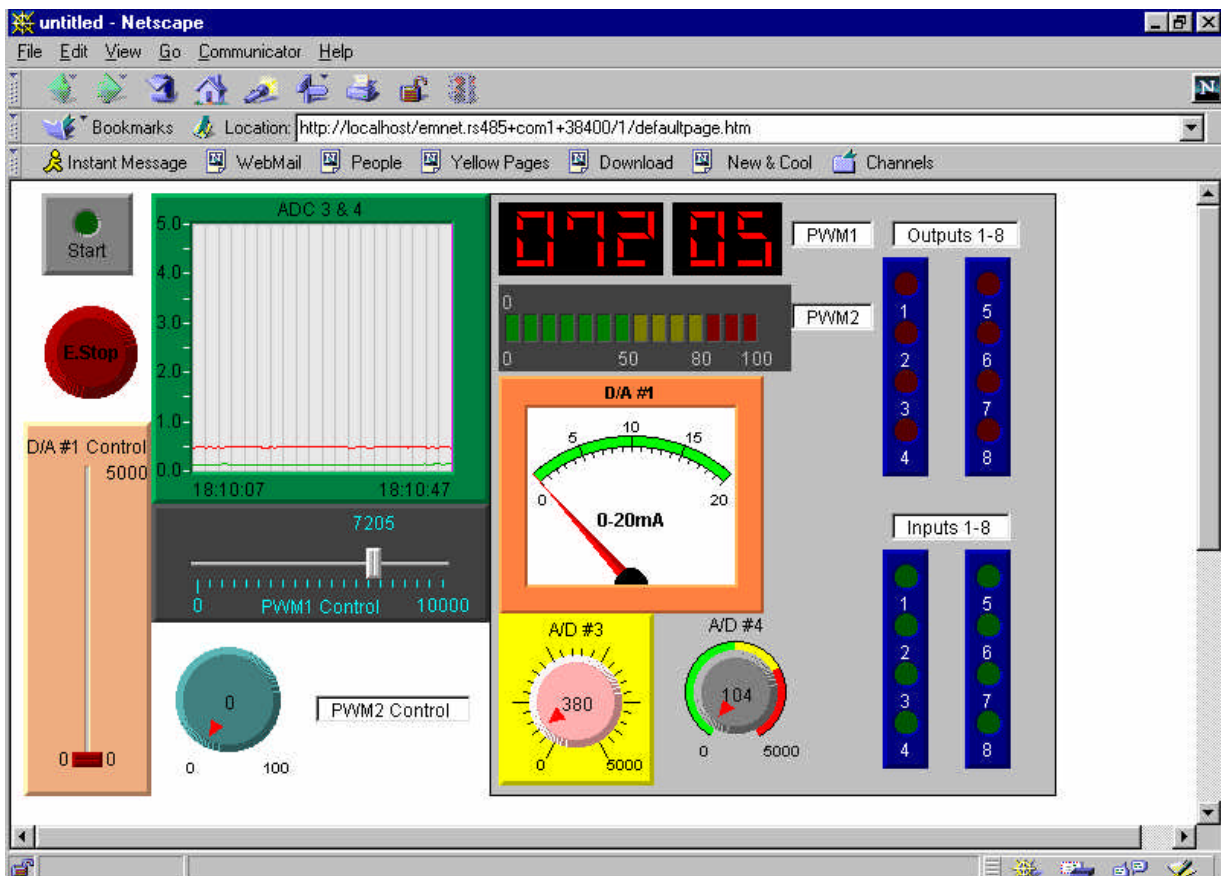 untitled - Netscape
File Edit View Go Communicator Help
N
Bookmarks Location: http://localhost/emnet.rs485+com1+38400/1/defaultpage.htm
Instant Message WebMail People Yellow Pages Download New & Cool Channels
Start
E.Stop
D/A #1 Control
5000
0 0
ADC 3 & 4
5.0
4.0
3.0
2.0
1.0
0.0
18:10:07 18:10:47
7205
0 PWM1 Control 10000
0
0 100
PWM2 Control
072 05
PWM1
0
0 50 80 100
PWM2
D/A #1
0 5 10 15 20
0-20mA
A/D #3
380
0 5000
A/D #4
104
0 5000
Outputs 1-8
1 5
2 6
3 7
4 8
Inputs 1-8
1 5
2 6
3 7
4 8